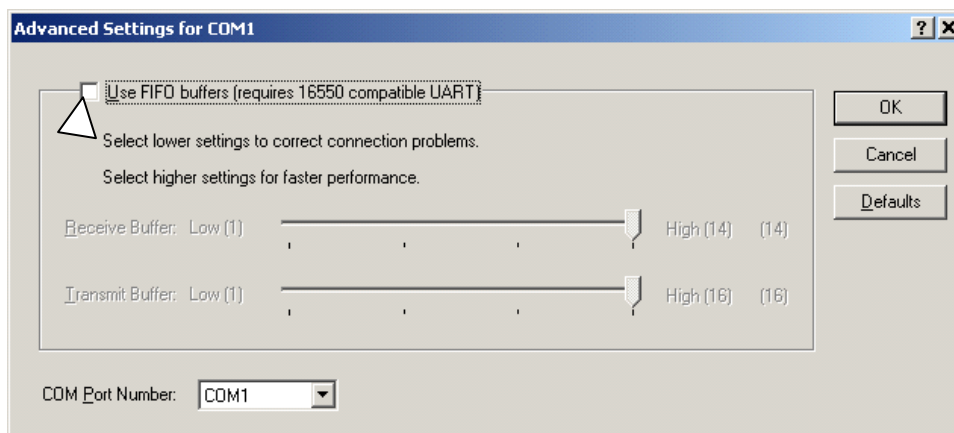 Advanced Settings for COM1
Use FIFO buffers (requires 16550 compatible UART)
Select lower settings to correct connection problems.
Select higher settings for faster performance.
Receive Buffer: Low (1) High (14) (14)
Transmit Buffer: Low (1) High (16) (16)
COM Port Number: COM1
OK
Cancel
Defaults